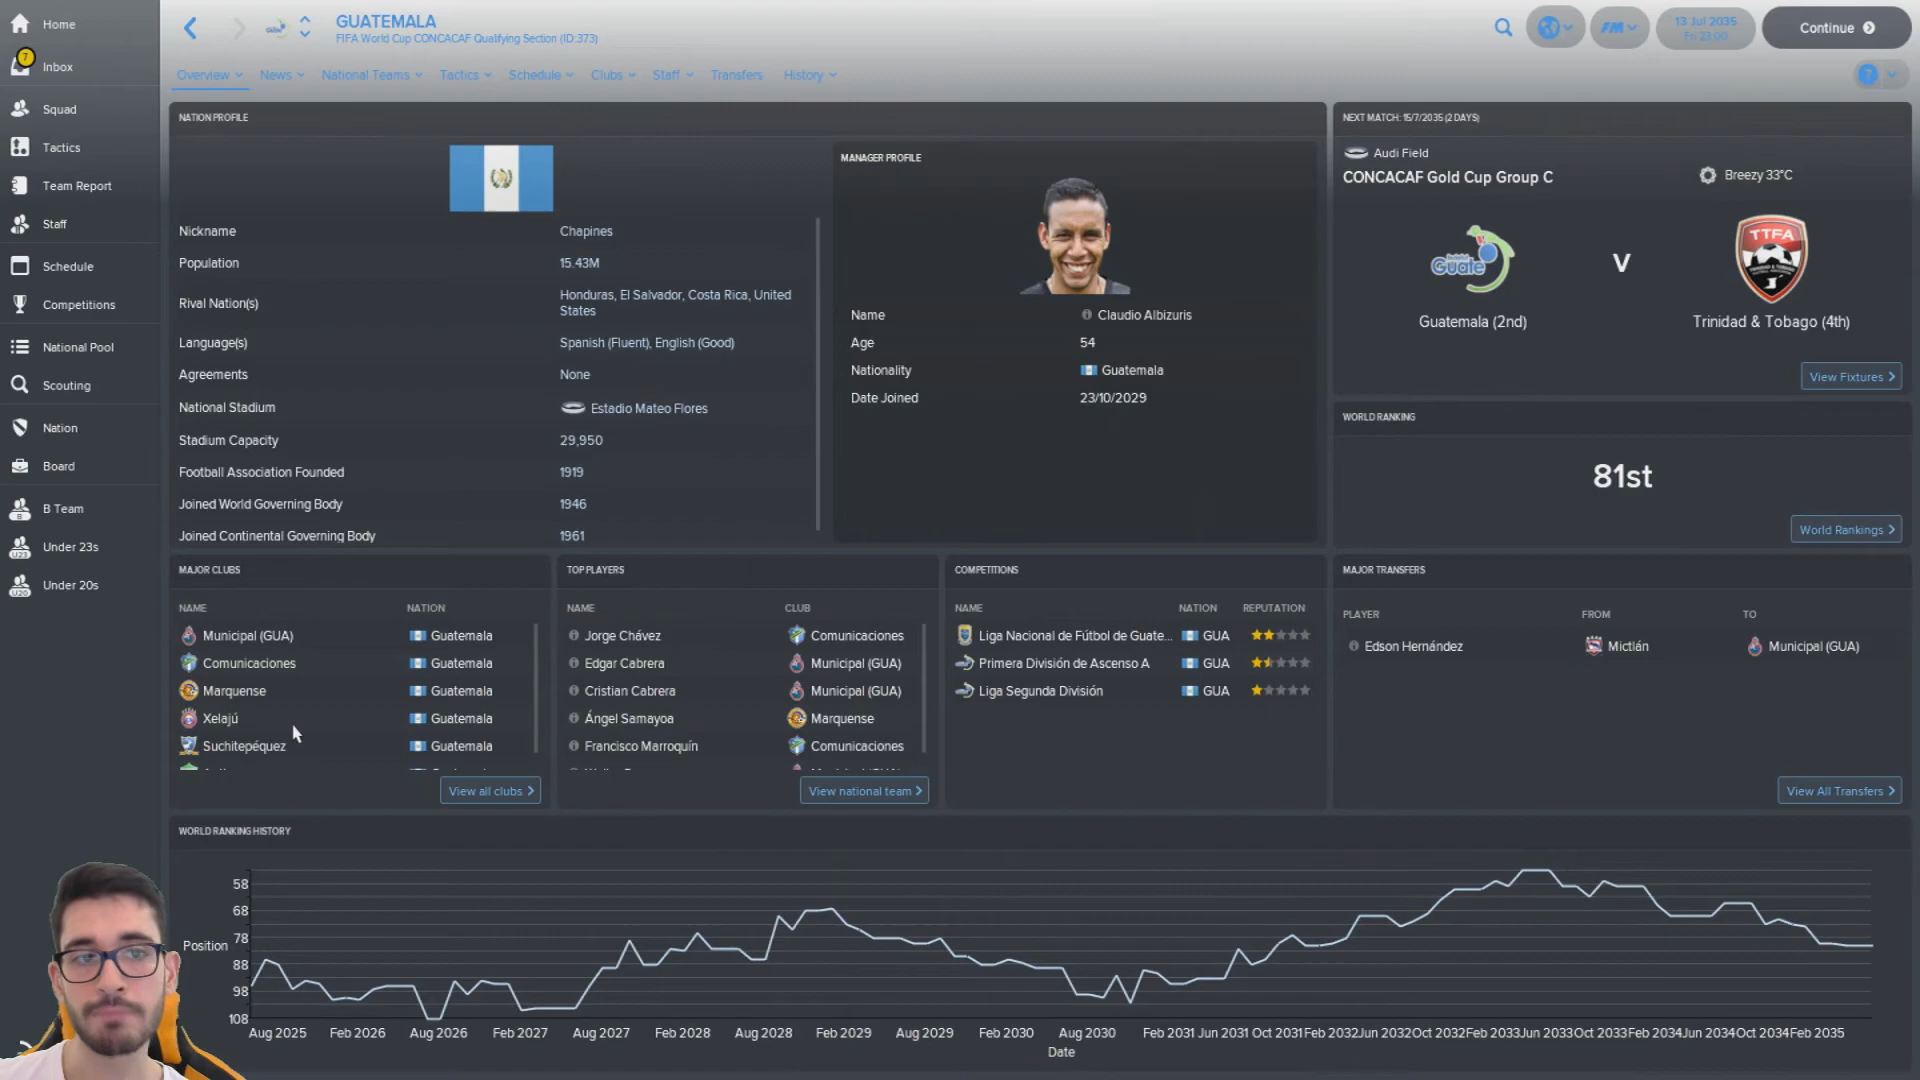 Home
7
Inbox
Squad
Tactics
Team Report
Staff
Schedule
Competitions
National Pool
Scouting
Nation
Board
B Team
Under 23s
Under 20s
GUATEMALA
FIFA World Cup CONCACAF Qualifying Section (ID:373)
FM
13 Jul 2035
Fri 23:00
Continue
Overview
News
National Teams
Tactics
Schedule
Clubs
Staff
Transfers
History
?
NATION PROFILE
Nickname Chapines
Population 15.43M
Rival Nation(s) Honduras, El Salvador, Costa Rica, United
States
Language(s) Spanish (Fluent), English (Good)
Agreements None
National Stadium Estadio Mateo Flores
Stadium Capacity 29,950
Football Association Founded 1919
Joined World Governing Body 1946
Joined Continental Governing Body 1961
MANAGER PROFILE
Name Claudio Albizuris
Age 54
Nationality Guatemala
Date Joined 23/10/2029
NEXT MATCH: 15/7/2035 (2 DAYS)
Audi Field
CONCACAF Gold Cup Group C
Breezy 33°C
Guate
V
TTFA
Guatemala (2nd)
Trinidad & Tobago (4th)
View Fixtures
WORLD RANKING
81st
World Rankings
MAJOR CLUBS
NAME NATION
Municipal (GUA) Guatemala
Comunicaciones Guatemala
Marquense Guatemala
Xelajú Guatemala
Suchitepéquez Guatemala
View all clubs
TOP PLAYERS
NAME CLUB
Jorge Chávez Comunicaciones
Edgar Cabrera Municipal (GUA)
Cristian Cabrera Municipal (GUA)
Ángel Samayoa Marquense
Francisco Marroquín Comunicaciones
View national team
COMPETITIONS
NAME NATION REPUTATION
Liga Nacional de Fútbol de Guate... GUA
Primera División de Ascenso A GUA
Liga Segunda División GUA
MAJOR TRANSFERS
PLAYER FROM TO
Edson Hernández Mictlán Municipal (GUA)
View All Transfers
WORLD RANKING HISTORY
58
68
78
Position
88
98
108
Aug 2025 Feb 2026 Aug 2026 Feb 2027 Aug 2027 Feb 2028 Aug 2028 Feb 2029 Aug 2029 Feb 2030 Aug 2030 Feb 2031 Jun 2031 Oct 2031 Feb 2032 Jun 2032 Oct 2032 Feb 2033 Jun 2033 Oct 2033 Feb 2034 Jun 2034 Oct 2034 Feb 2035
Date